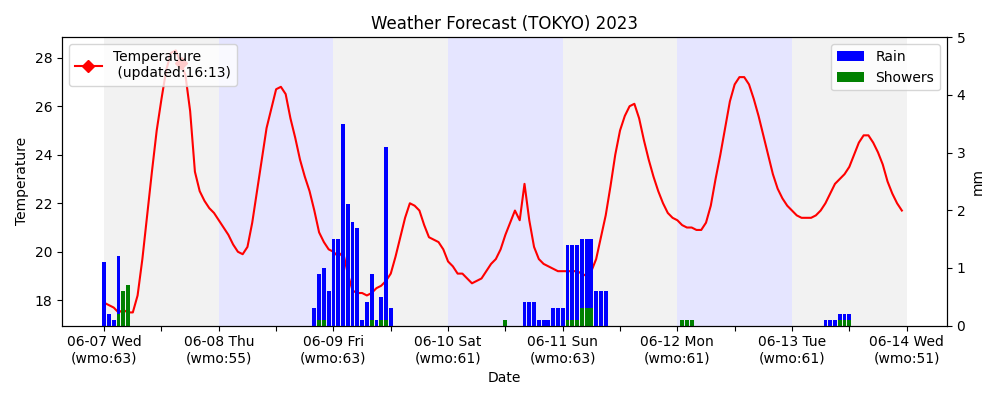 Weather Forecast (TOKYO) 2023
Temperature
(updated:16:13)
Rain
Showers
28
26
24
22
20
18
Temperature
5
4
3
2
1
0
mm
06-07 Wed
(wmo:63)
06-08 Thu
(wmo:55)
06-09 Fri
(wmo:63)
06-10 Sat
(wmo:61)
06-11 Sun
(wmo:63)
06-12 Mon
(wmo:61)
06-13 Tue
(wmo:61)
06-14 Wed
(wmo:51)
Date